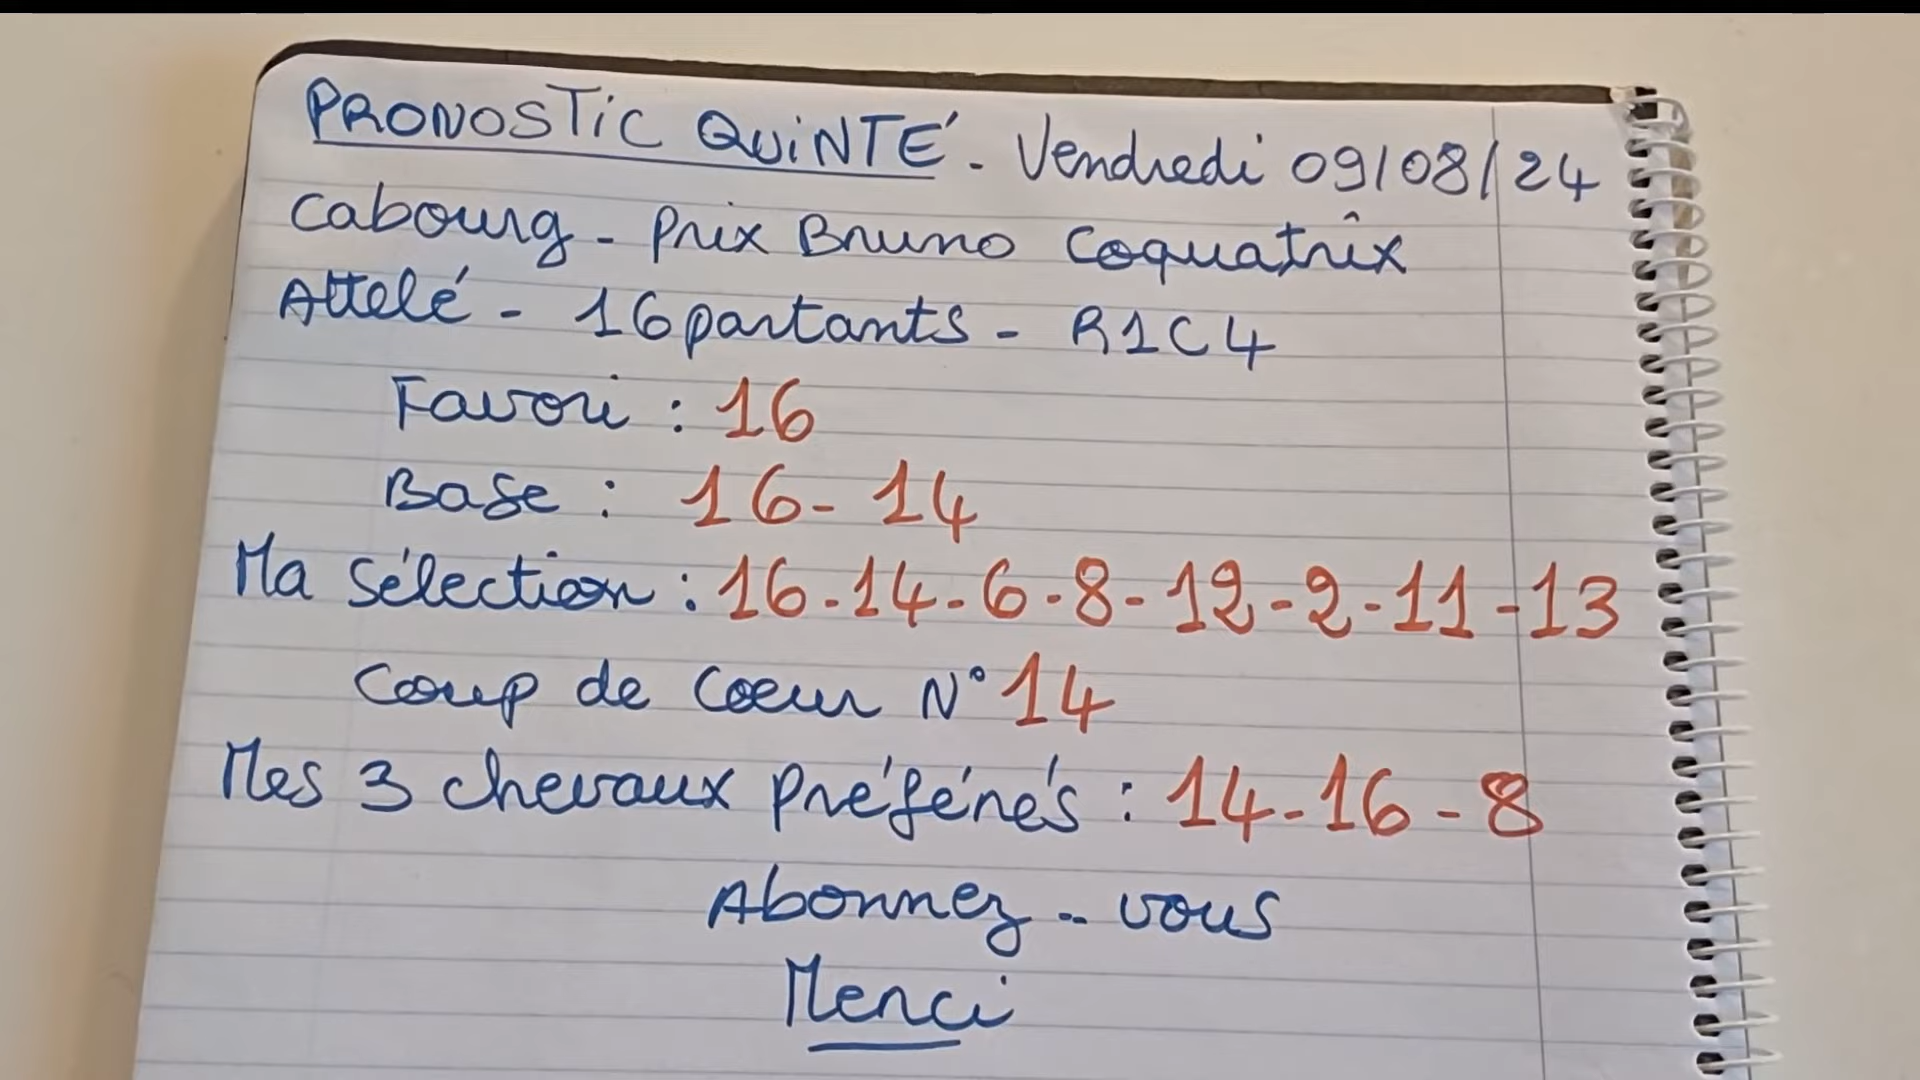 PRONOSTIC QUINTÉ - Vendredi 09/08/24
Cabourg - Prix Bruno Coquatrîx
Attelé - 16 partants - R1C4
Favori : 16
Base : 16 - 14
Ma Sélection : 16 - 14 - 6 - 8 - 12 - 2 - 11 - 13
Coup de Coeur N° 14
Mes 3 chevaux préférés : 14 - 16 - 8
Abonnez - vous
Merci